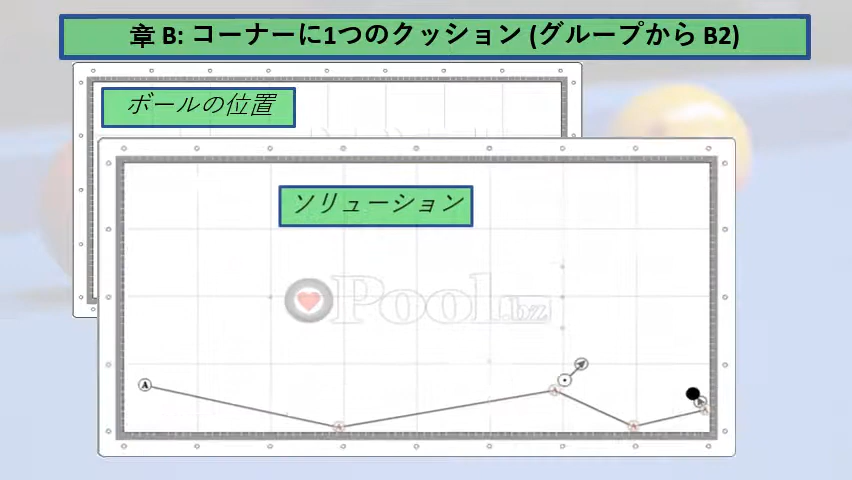 章 B: コーナーに1つのクッション (グループから B2)
ボールの位置
ソリューション
Pool.bz
A